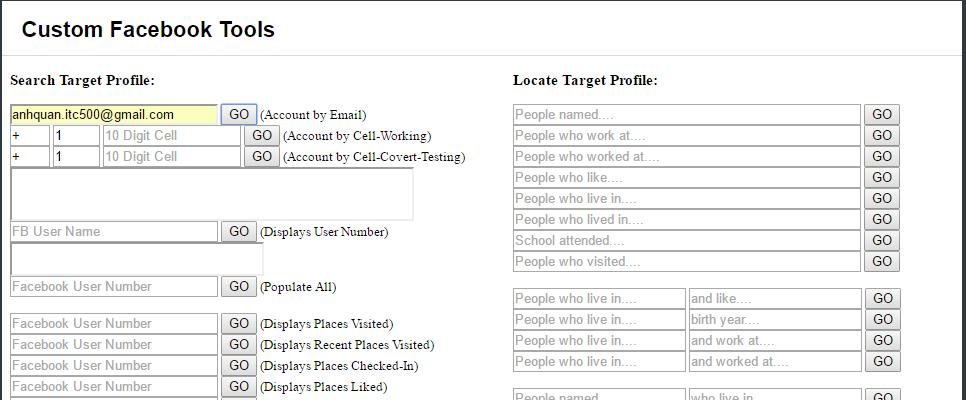 Custom Facebook Tools
Search Target Profile:
anhquan.itc500@gmail.com GO (Account by Email)
+ 1 10 Digit Cell GO (Account by Cell-Working)
+ 1 10 Digit Cell GO (Account by Cell-Covert-Testing)
FB User Name GO (Displays User Number)
Facebook User Number GO (Populate All)
Facebook User Number GO (Displays Places Visited)
Facebook User Number GO (Displays Recent Places Visited)
Facebook User Number GO (Displays Places Checked-In)
Facebook User Number GO (Displays Places Liked)
Locate Target Profile:
People named.... GO
People who work at.... GO
People who worked at.... GO
People who like.... GO
People who live in.... GO
People who lived in.... GO
School attended.... GO
People who visited.... GO
People who live in.... and like.... GO
People who live in.... birth year.... GO
People who live in.... and work at.... GO
People who live in.... and worked at.... GO
People named who live in GO